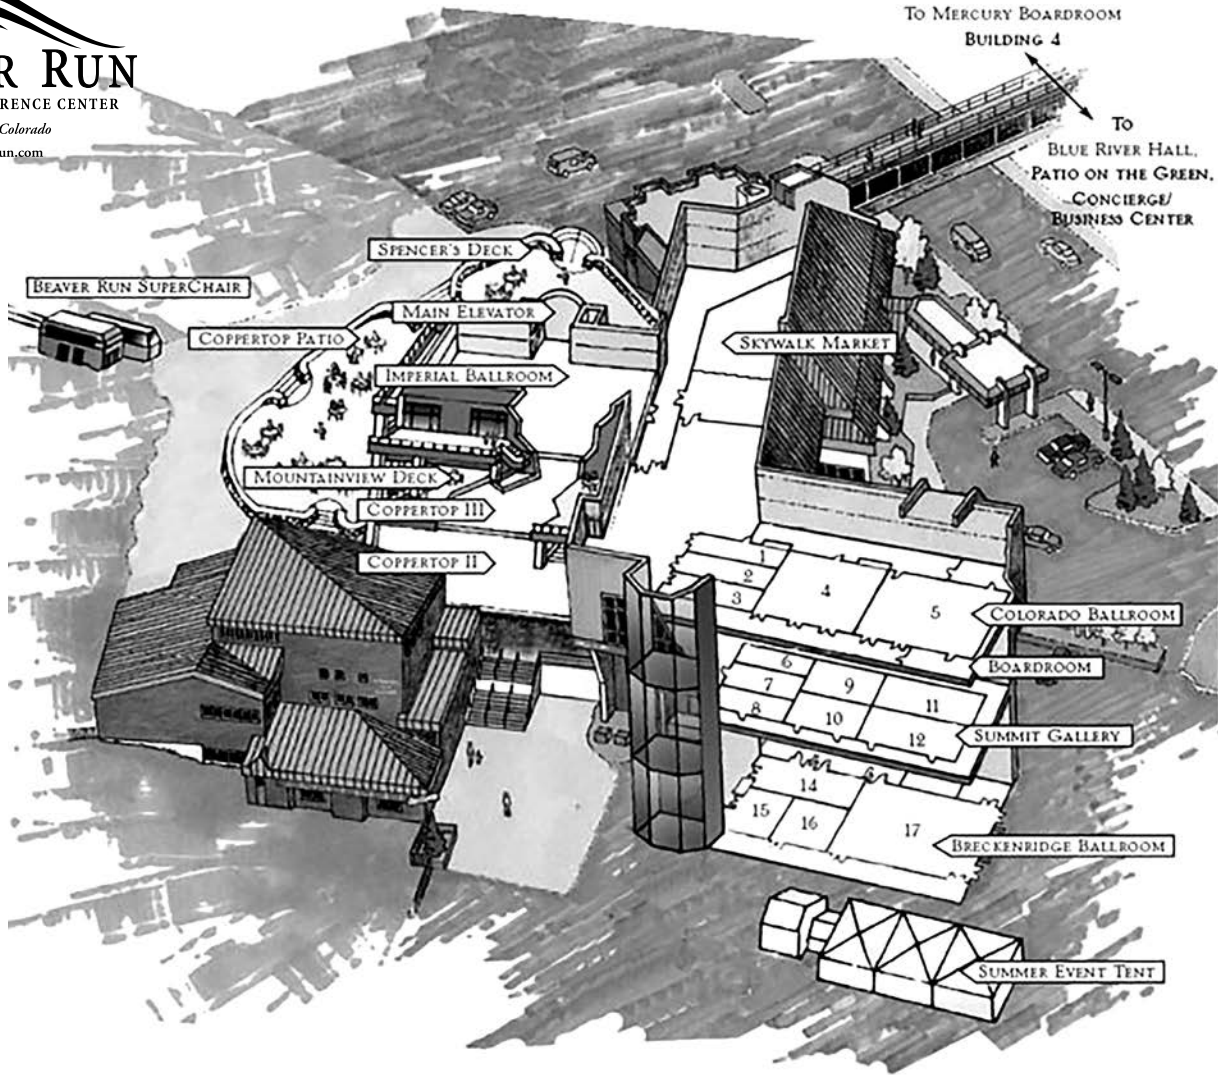 R RUN
RENCE CENTER
Colorado
un.com
TO MERCURY BOARDROOM
BUILDING 4
TO
BLUE RIVER HALL,
PATIO ON THE GREEN,
CONCIERGE/
BUSINESS CENTER
SPENCER'S DECK
BEAVER RUN SUPERCHAIR
MAIN ELEVATOR
COPPERTOP PATIO
SKYWALK MARKET
IMPERIAL BALLROOM
MOUNTAINVIEW DECK
COPPERTOP III
COPPERTOP II
1
2
3
4
5
COLORADO BALLROOM
BOARDROOM
6
7
8
9
10
11
12
SUMMIT GALLERY
14
15
16
17
BRECKENRIDGE BALLROOM
SUMMER EVENT TENT